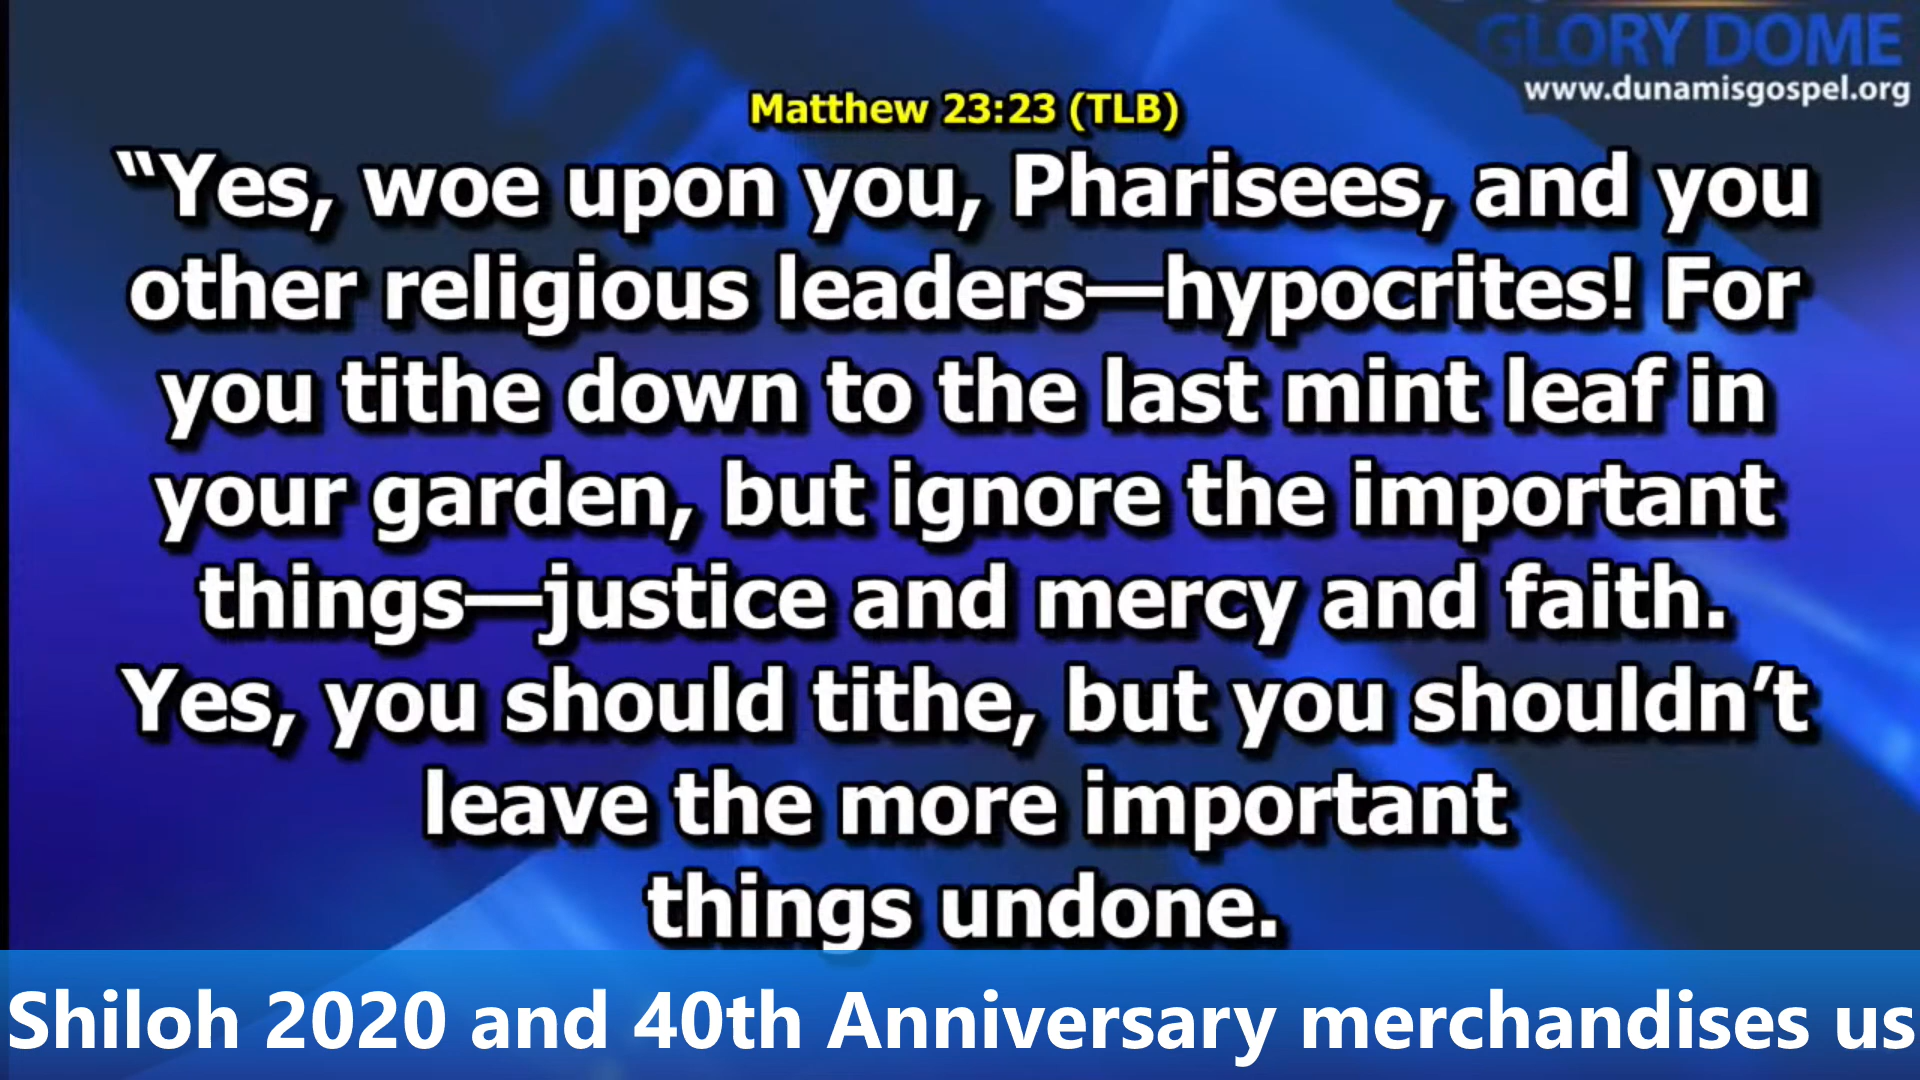 GLORY DOME
www.dunamisgospel.org
Matthew 23:23 (TLB)
“Yes, woe upon you, Pharisees, and you
other religious leaders—hypocrites! For
you tithe down to the last mint leaf in
your garden, but ignore the important
things—justice and mercy and faith.
Yes, you should tithe, but you shouldn’t
leave the more important
things undone.
Shiloh 2020 and 40th Anniversary merchandises us